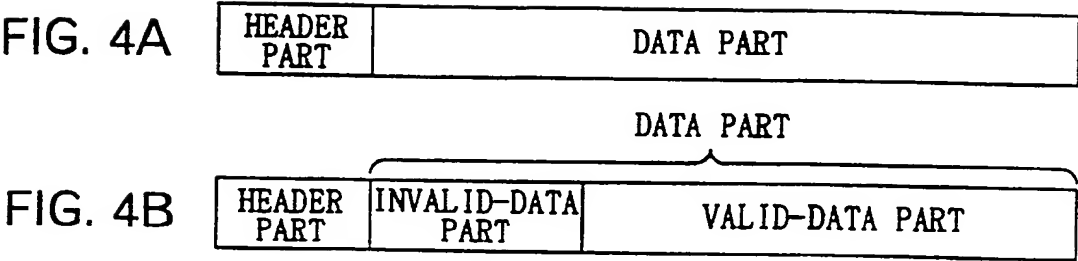 FIG. 4A
HEADER PART
DATA PART
DATA PART
FIG. 4B
HEADER PART
INVALID-DATA PART
VALID-DATA PART